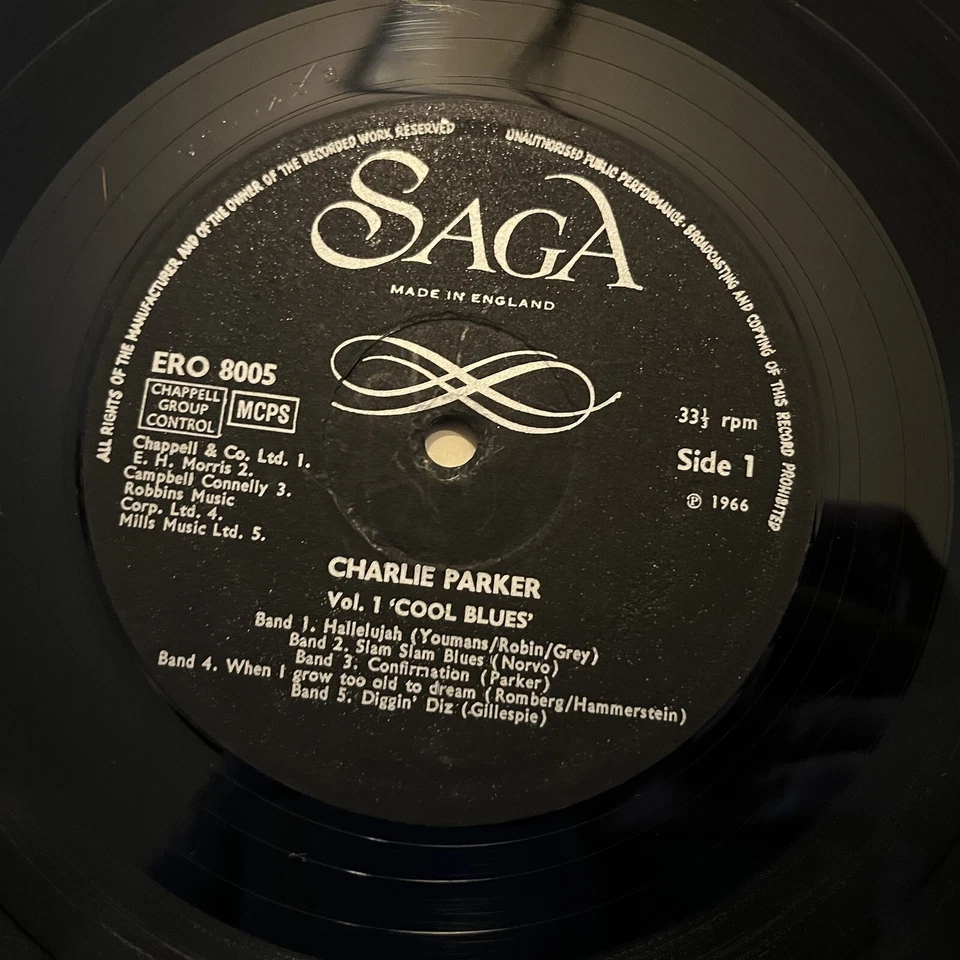 ALL RIGHTS OF THE MANUFACTURER AND OF THE OWNER OF THE RECORDED WORK RESERVED
UNAUTHORISED PUBLIC PERFORMANCE · BROADCASTING AND COPYING OF THIS RECORD PROHIBITED
SAGA
MADE IN ENGLAND
ERO 8005
CHAPPELL
GROUP
CONTROL
MCPS
33⅓ rpm
Side 1
℗ 1966
Chappell & Co. Ltd. 1.
E. H. Morris 2.
Campbell Connelly 3.
Robbins Music
Corp. Ltd. 4.
Mills Music Ltd. 5.
CHARLIE PARKER
Vol. 1 'COOL BLUES'
Band 1. Hallelujah (Youmans/Robin/Grey)
Band 2. Slam Slam Blues (Norvo)
Band 3. Confirmation (Parker)
Band 4. When I grow too old to dream (Romberg/Hammerstein)
Band 5. Diggin' Diz (Gillespie)